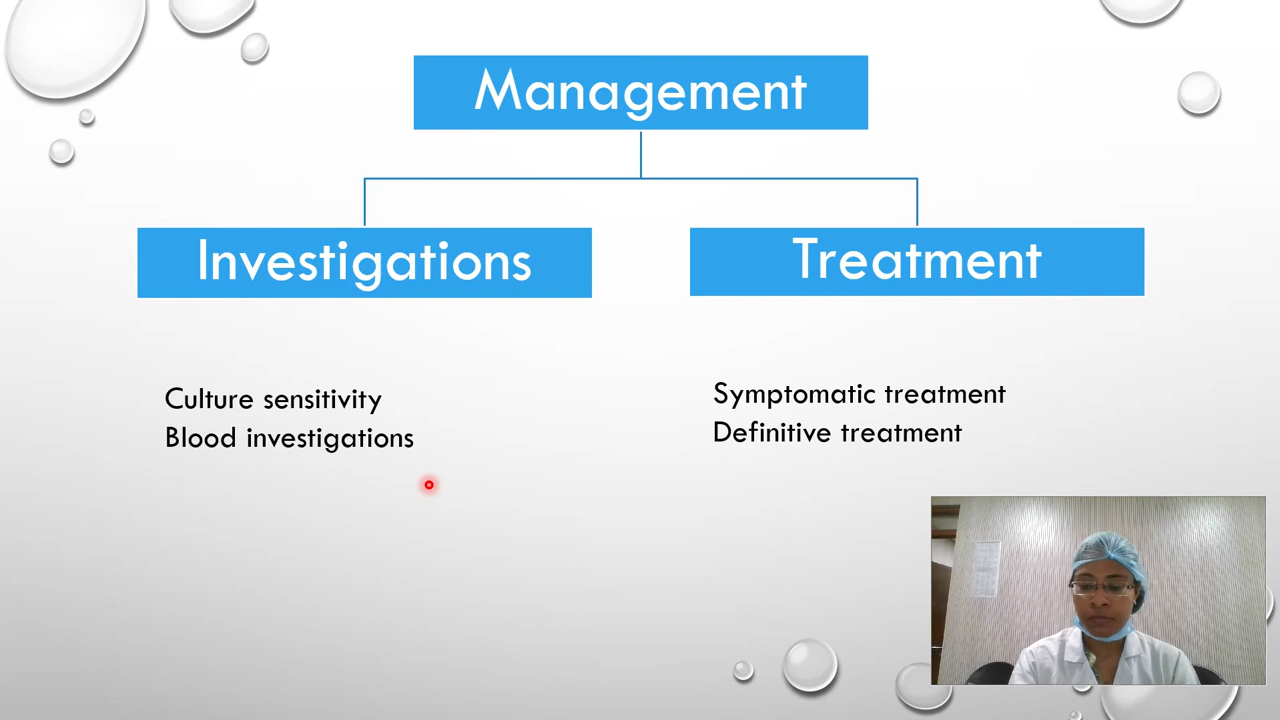 Management
Investigations
Treatment
Culture sensitivity
Blood investigations
Symptomatic treatment
Definitive treatment